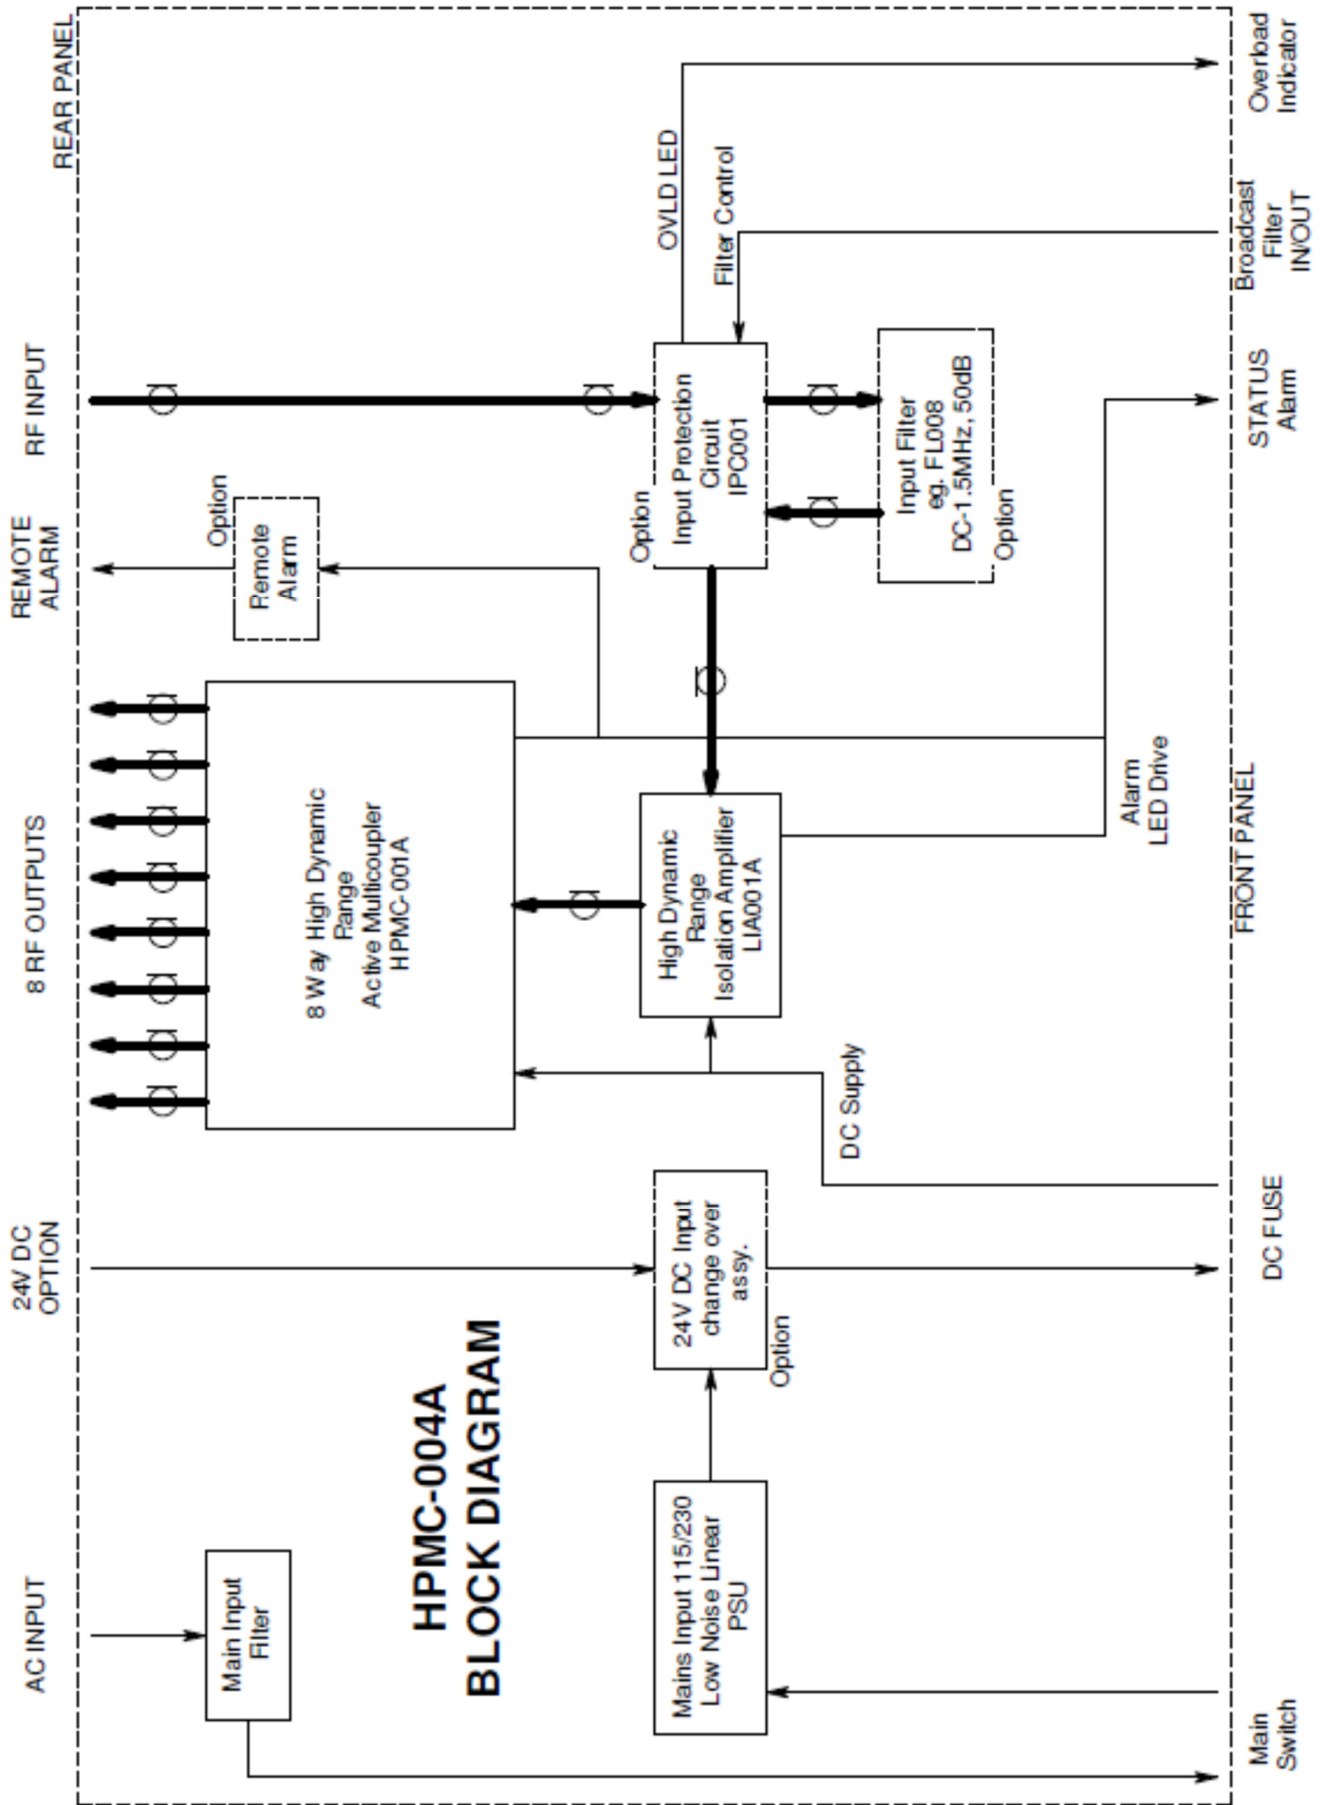 REAR PANEL
AC INPUT
24V DC
OPTION
8 RF OUTPUTS
REMOTE
ALARM
RF INPUT
Main Input
Filter
8 Way High Dynamic
Range
Active Multicoupler
HPMC-001A
Option
Remote
Alarm
HPMC-004A
BLOCK DIAGRAM
Mains Input 115/230
Low Noise Linear
PSU
24V DC Input
change over
assy.
Option
High Dynamic
Range
Isolation Amplifier
LIA001A
Option
Input Protection
Circuit
IPC001
OVLD LED
Filter Control
DC Supply
Input Filter
eg. FL008
DC-1.5MHz, 50dB
Option
Alarm
LED Drive
FRONT PANEL
Main
Switch
DC FUSE
STATUS
Alarm
Broadcast
Filter
IN/OUT
Overload
Indicator